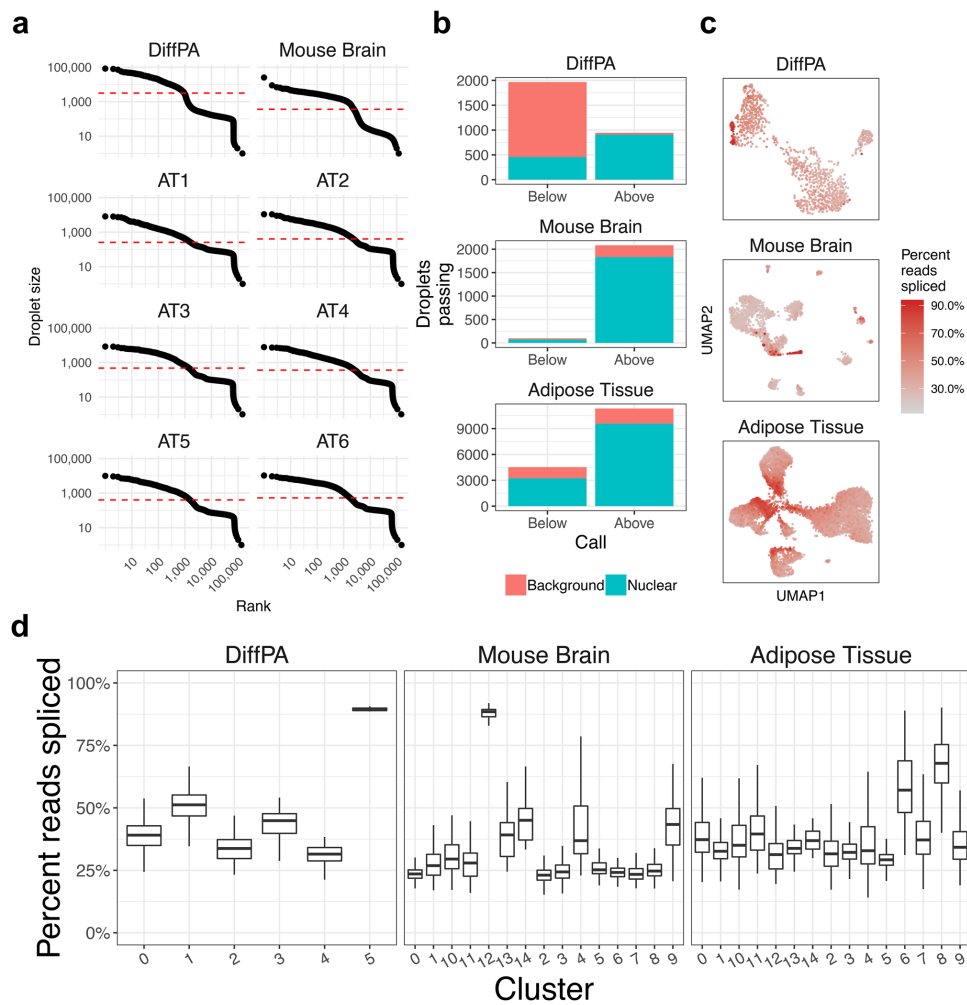 a
DiffPA
Mouse Brain
100,000
1,000
10
AT1
AT2
100,000
1,000
10
AT3
AT4
100,000
1,000
10
AT5
AT6
100,000
1,000
10
10
100
1,000
10,000
100,000
10
100
1,000
10,000
100,000
Droplet size
Rank
b
DiffPA
2000
1500
1000
500
0
Below
Above
Mouse Brain
2000
1500
1000
500
0
Below
Above
Adipose Tissue
9000
6000
3000
0
Below
Above
Droplets
passing
Call
Background
Nuclear
c
DiffPA
Mouse Brain
Adipose Tissue
UMAP2
UMAP1
Percent
reads
spliced
90.0%
70.0%
50.0%
30.0%
d
DiffPA
Mouse Brain
Adipose Tissue
Percent reads spliced
100%
75%
50%
25%
0%
0 1 2 3 4 5
0 1 10 11 12 13 14 2 3 4 5 6 7 8 9
0 1 10 11 12 13 14 2 3 4 5 6 7 8 9
Cluster